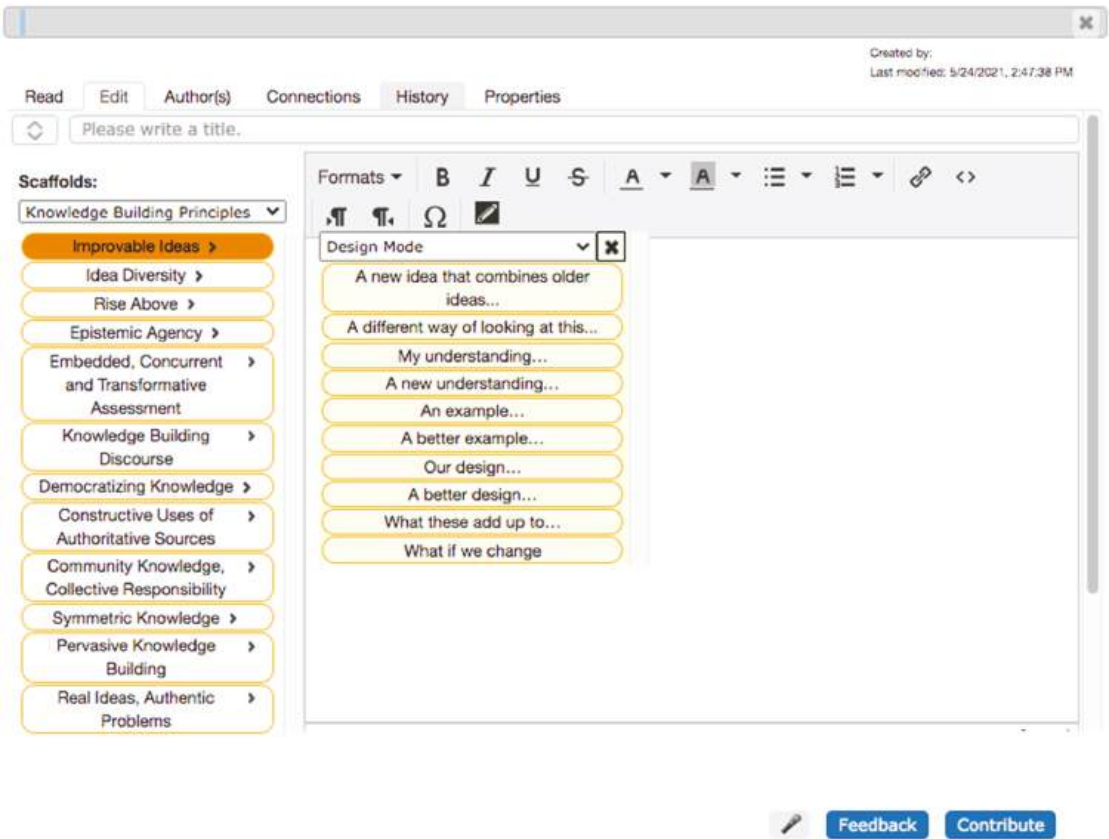 Created by:
Last modified: 5/24/2021, 2:47:38 PM
Read Edit Author(s) Connections History Properties
Please write a title.
Scaffolds:
Knowledge Building Principles
Improvable Ideas >
Idea Diversity >
Rise Above >
Epistemic Agency >
Embedded, Concurrent >
and Transformative
Assessment
Knowledge Building >
Discourse
Democratizing Knowledge >
Constructive Uses of >
Authoritative Sources
Community Knowledge, >
Collective Responsibility
Symmetric Knowledge >
Pervasive Knowledge >
Building
Real Ideas, Authentic >
Problems
Formats B I U S A A <>
¶ ¶ Ω
Design Mode
A new idea that combines older
ideas...
A different way of looking at this...
My understanding...
A new understanding...
An example...
A better example...
Our design...
A better design...
What these add up to...
What if we change
Feedback Contribute